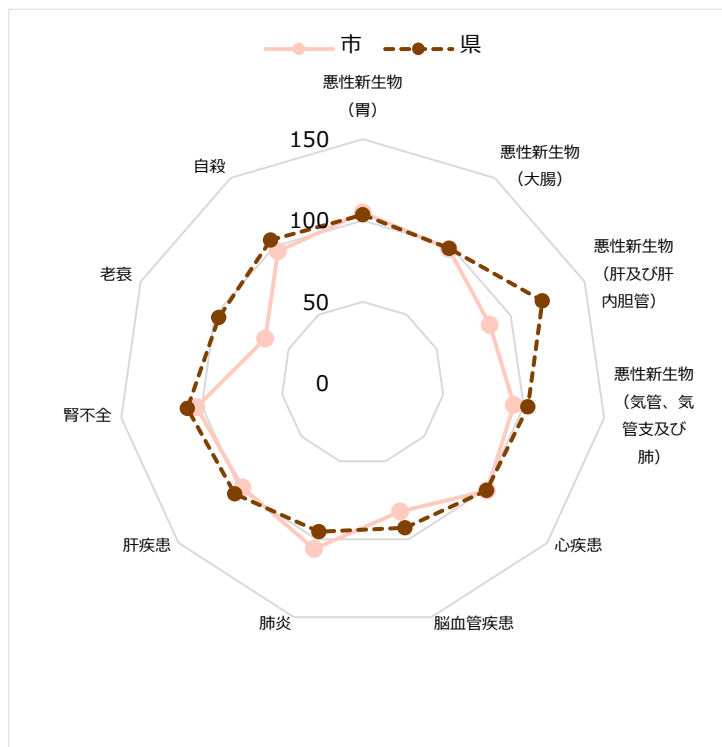 市 県
悪性新生物
（胃）
悪性新生物
（大腸）
悪性新生物
（肝及び肝
内胆管）
悪性新生物
（気管、気
管支及び
肺）
心疾患
脳血管疾患
肺炎
肝疾患
腎不全
老衰
自殺
150
100
50
0